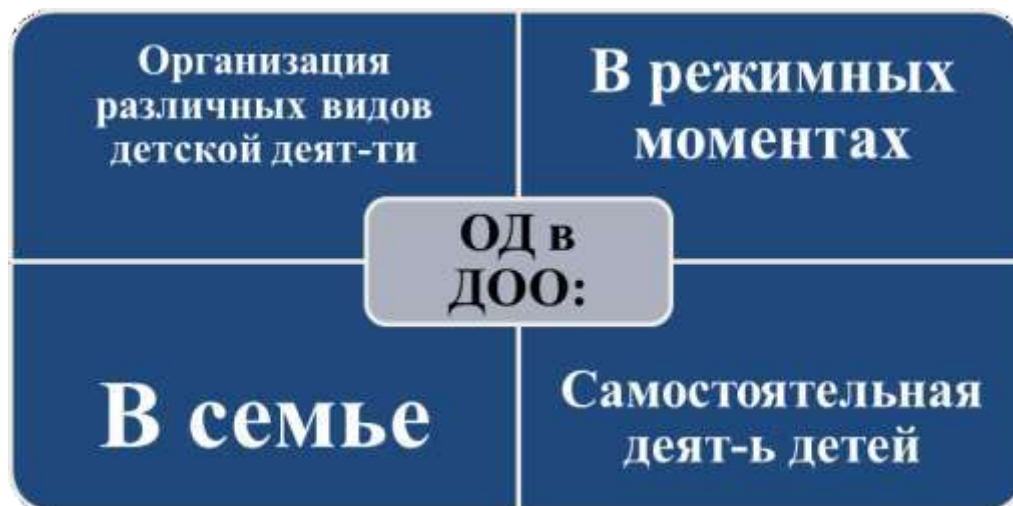 Организация
различных видов
детской деят-ти
В режимных
моментах
ОД в
ДОО:
В семье
Самостоятельная
деят-ь детей